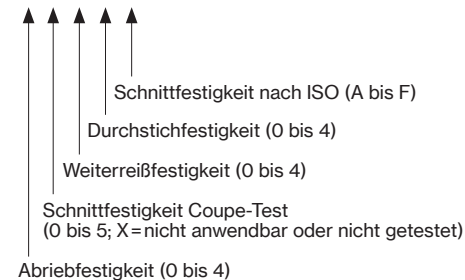 Schnittfestigkeit nach ISO (A bis F)
Durchstichfestigkeit (0 bis 4)
Weiterreißfestigkeit (0 bis 4)
Schnittfestigkeit Coupe-Test
(0 bis 5; X = nicht anwendbar oder nicht getestet)
Abriebfestigkeit (0 bis 4)